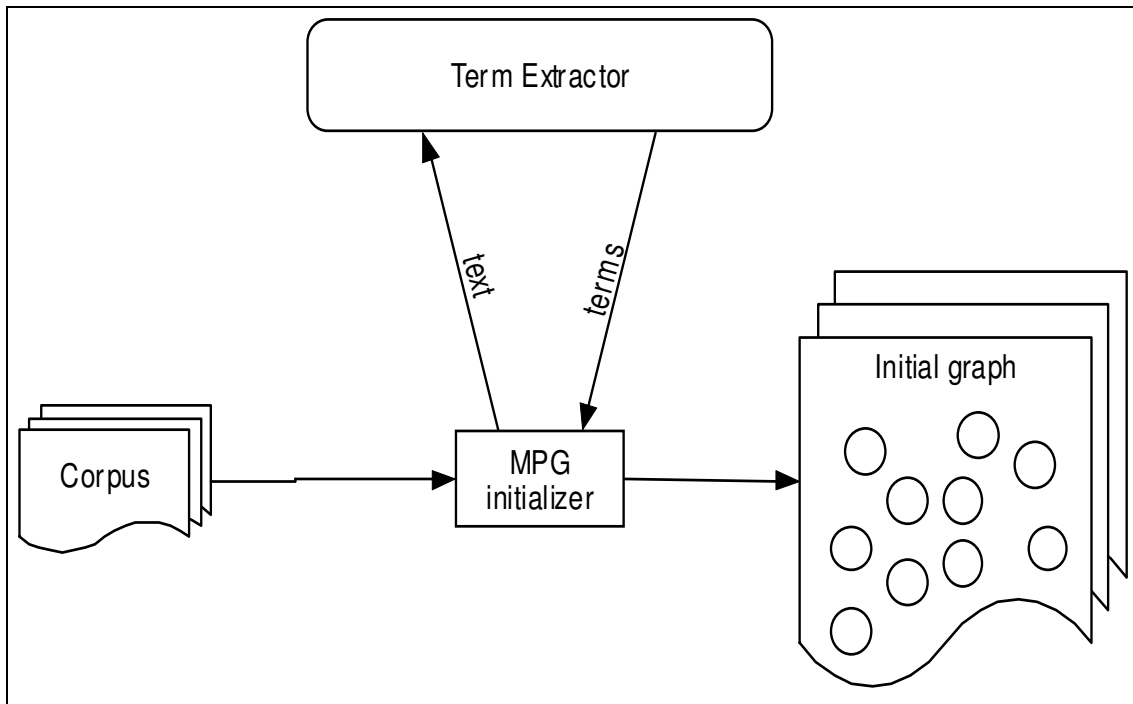 Term Extractor
text
terms
Initial graph
Corpus
MPG
initializer